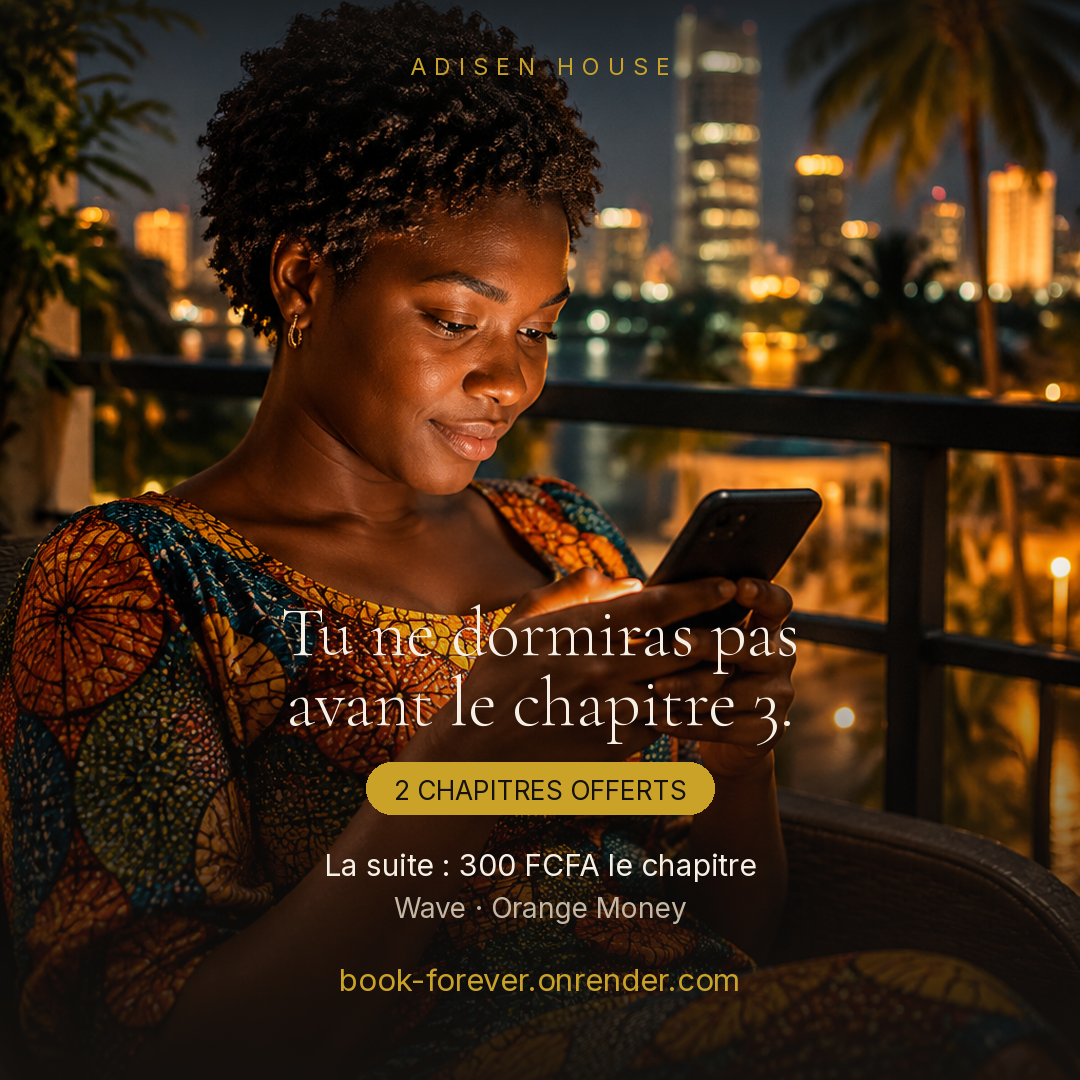 ADISEN HOUSE
Tu ne dormiras pas
avant le chapitre 3.
2 CHAPITRES OFFERTS
La suite : 300 FCFA le chapitre
Wave · Orange Money
book-forever.onrender.com